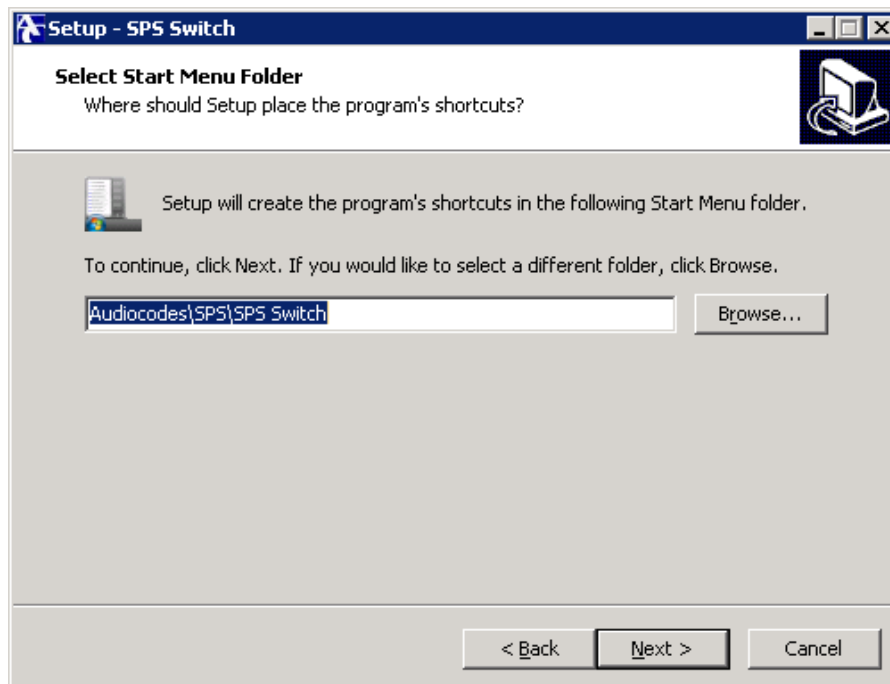 Setup - SPS Switch
Select Start Menu Folder
Where should Setup place the program's shortcuts?
Setup will create the program's shortcuts in the following Start Menu folder.
To continue, click Next. If you would like to select a different folder, click Browse.
Audiocodes\SPS\SPS Switch
Browse...
< Back
Next >
Cancel